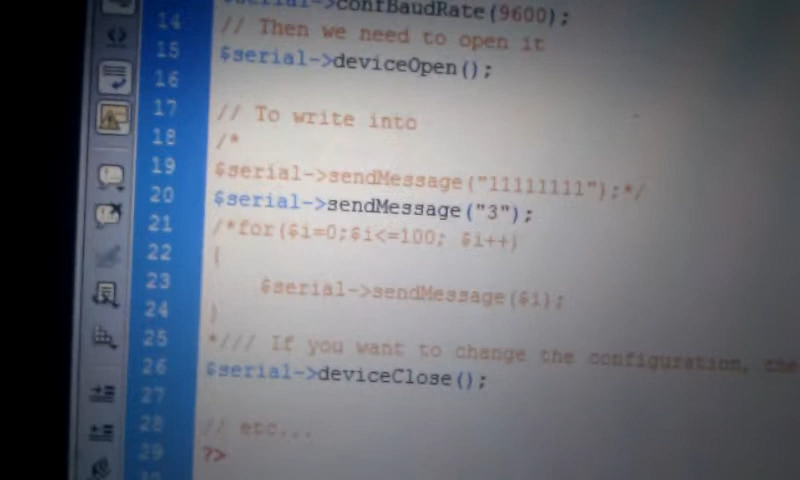 $serial->confBaudRate(9600);
14 // Then we need to open it
15 $serial->deviceOpen();
16
17 // To write into
18 /*
19 $serial->sendMessage("11111111");*/
20 $serial->sendMessage("3");
21 /*for($i=0;$i<=100; $i++)
22 {
23 $serial->sendMessage($i);
24 }
25 */// If you want to change the configuration, the
26 $serial->deviceClose();
27
28 // etc...
29 ?>